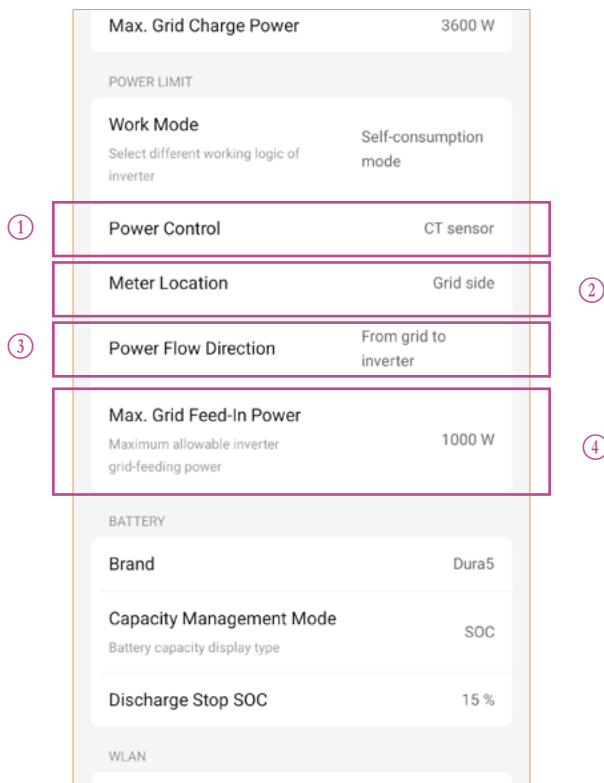 Max. Grid Charge Power 3600 W
POWER LIMIT
Work Mode
Select different working logic of
inverter
Self-consumption
mode
① Power Control CT sensor
Meter Location Grid side ②
③ Power Flow Direction
From grid to
inverter
Max. Grid Feed-In Power
Maximum allowable inverter
grid-feeding power
1000 W ④
BATTERY
Brand Dura5
Capacity Management Mode
Battery capacity display type
SOC
Discharge Stop SOC 15 %
WLAN